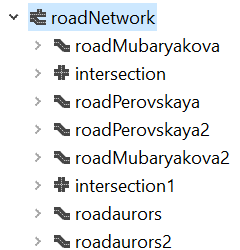 roadNetwork
roadMubaryakova
intersection
roadPerovskaya
roadPerovskaya2
roadMubaryakova2
intersection1
roadaurors
roadaurors2